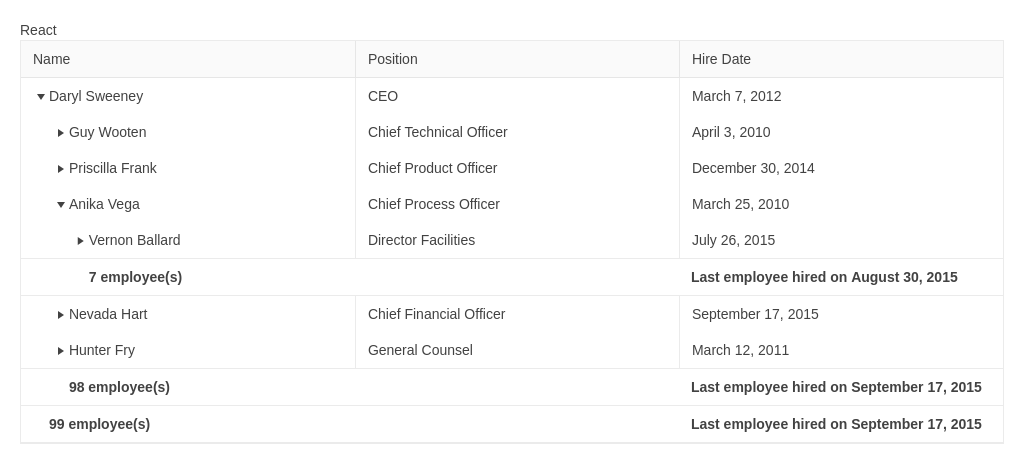 React
Name Position Hire Date
Daryl Sweeney CEO March 7, 2012
Guy Wooten Chief Technical Officer April 3, 2010
Priscilla Frank Chief Product Officer December 30, 2014
Anika Vega Chief Process Officer March 25, 2010
Vernon Ballard Director Facilities July 26, 2015
7 employee(s) Last employee hired on August 30, 2015
Nevada Hart Chief Financial Officer September 17, 2015
Hunter Fry General Counsel March 12, 2011
98 employee(s) Last employee hired on September 17, 2015
99 employee(s) Last employee hired on September 17, 2015